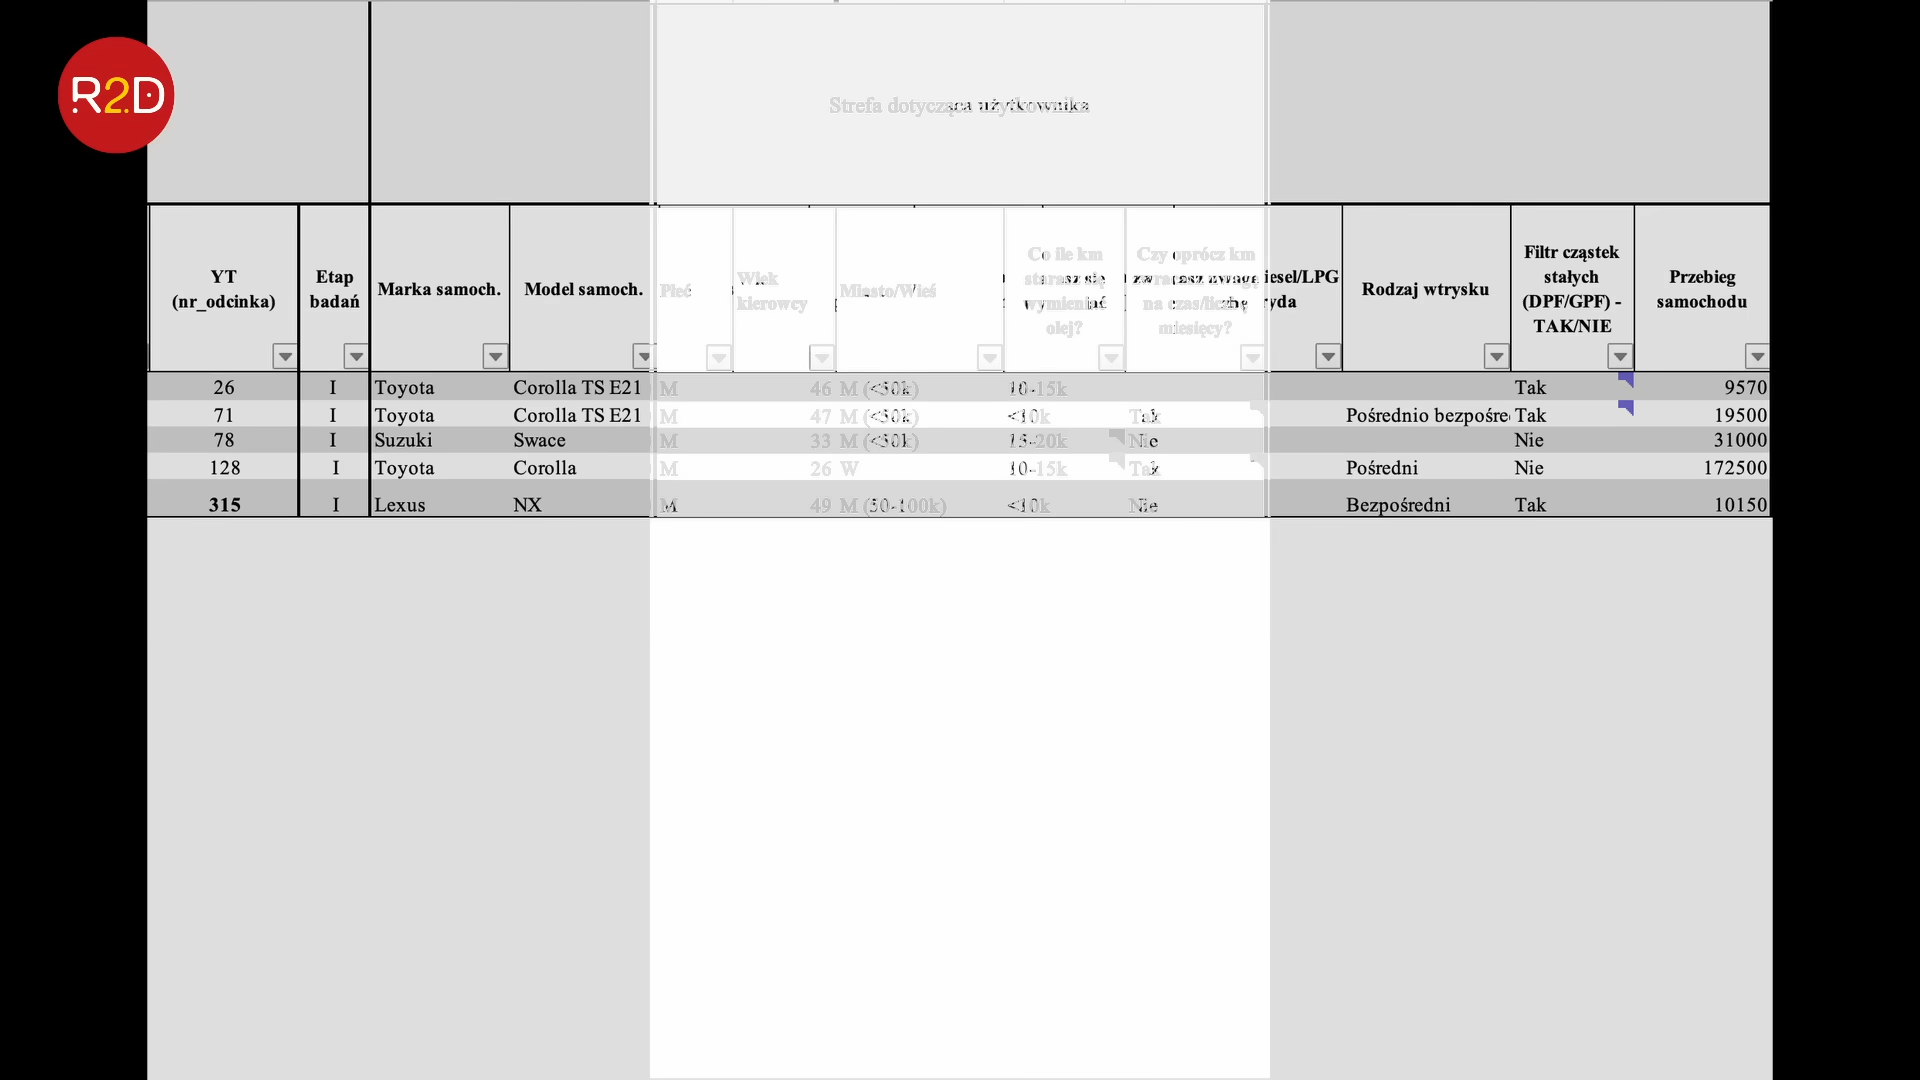 R2D
Strefa dotycząca użytkownika
YT
(nr_odcinka)
Etap
badań
Marka samoch.
Model samoch.
Płeć
Wiek
kierowcy
Miasto/Wieś
Co ile km
starasz się
wymieniać
olej?
Czy oprócz km
zwracasz uwagę
na czas/liczbę
miesięcy?
Rodzaj wtrysku
Filtr cząstek
stałych
(DPF/GPF) -
TAK/NIE
Przebieg
samochodu
26 I Toyota Corolla TS E21 M 46 M (<50k) 10-15k Tak 9570
71 I Toyota Corolla TS E21 M 47 M (<50k) <10k Tak Pośrednio bezpośre Tak 19500
78 I Suzuki Swace M 33 M (<50k) 15-20k Nie Nie 31000
128 I Toyota Corolla M 26 W 10-15k Tak Pośredni Nie 172500
315 I Lexus NX M 49 M (50-100k) <10k Nie Bezpośredni Tak 10150